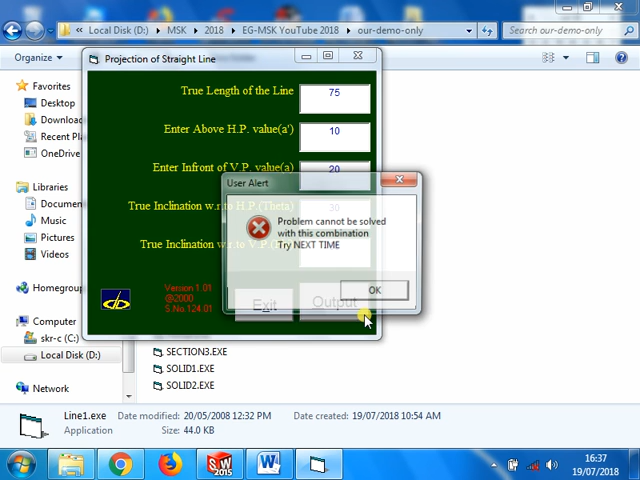 Local Disk (D:) ▸ MSK ▸ 2018 ▸ EG-MSK YouTube 2018 ▸ our-demo-only
Search our-demo-only
Organize
Projection of Straight Line
Favorites
Desktop
Downloa
Recent Pla
OneDrive
Libraries
Documen
Music
Pictures
Videos
Homegrou
Computer
skr-c (C:)
Local Disk (D:)
Network
True Length of the Line 75
Enter Above H.P. value(a') 10
Enter Infront of V.P. value(a) 20
True Inclination w.r.to H.P.(Theta) 30
True Inclination w.r.to V.P.
User Alert
Problem cannot be solved
with this combination
Try NEXT TIME
OK
Version 1.01
@2000
S.No.124.01
Exit
Output
SECTION3.EXE
SOLID1.EXE
SOLID2.EXE
Line1.exe Date modified: 20/05/2008 12:32 PM Date created: 19/07/2018 10:54 AM
Application Size: 44.0 KB
SW
2015
W
16:37
19/07/2018